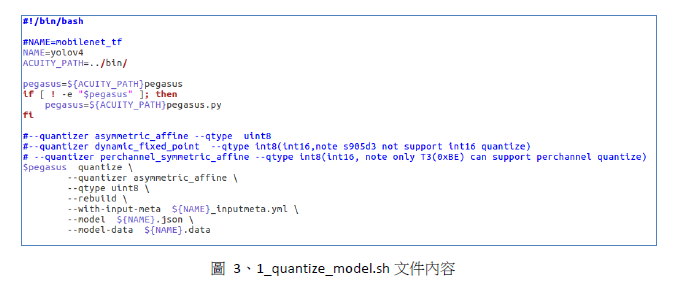 #!/bin/bash
#NAME=mobilenet_tf
NAME=yolov4
ACUITY_PATH=../bin/
pegasus=${ACUITY_PATH}pegasus
if [ ! -e "$pegasus" ]; then
    pegasus=${ACUITY_PATH}pegasus.py
fi
#--quantizer asymmetric_affine --qtype  uint8
#--quantizer dynamic_fixed_point  --qtype int8(int16,note s905d3 not support int16 quantize)
# --quantizer perchannel_symmetric_affine --qtype int8(int16, note only T3(0xBE) can support perchannel quantize)
$pegasus  quantize \
        --quantizer asymmetric_affine \
        --qtype uint8 \
        --rebuild \
        --with-input-meta  ${NAME}_inputmeta.yml \
        --model  ${NAME}.json \
        --model-data  ${NAME}.data
圖 3、1_quantize_model.sh 文件內容